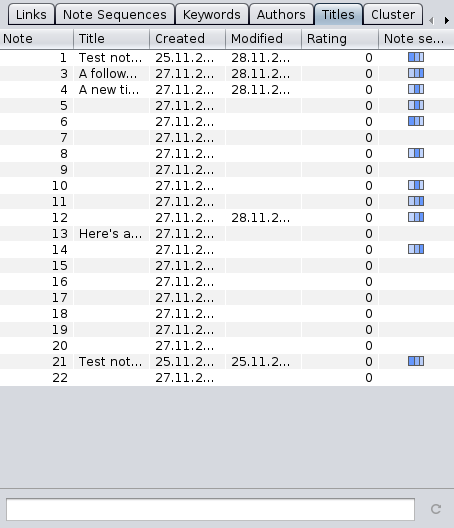 Links Note Sequences Keywords Authors Titles Cluster
Note Title Created Modified Rating Note se...
1 Test not... 25.11.2... 28.11.2... 0
3 A follow... 27.11.2... 28.11.2... 0
4 A new ti... 27.11.2... 28.11.2... 0
5 27.11.2... 0
6 27.11.2... 0
7 27.11.2... 0
8 27.11.2... 0
9 27.11.2... 0
10 27.11.2... 0
11 27.11.2... 0
12 27.11.2... 28.11.2... 0
13 Here's a... 27.11.2... 0
14 27.11.2... 0
15 27.11.2... 0
16 27.11.2... 0
17 27.11.2... 0
18 27.11.2... 0
19 27.11.2... 0
20 27.11.2... 0
21 Test not... 25.11.2... 25.11.2... 0
22 27.11.2... 0